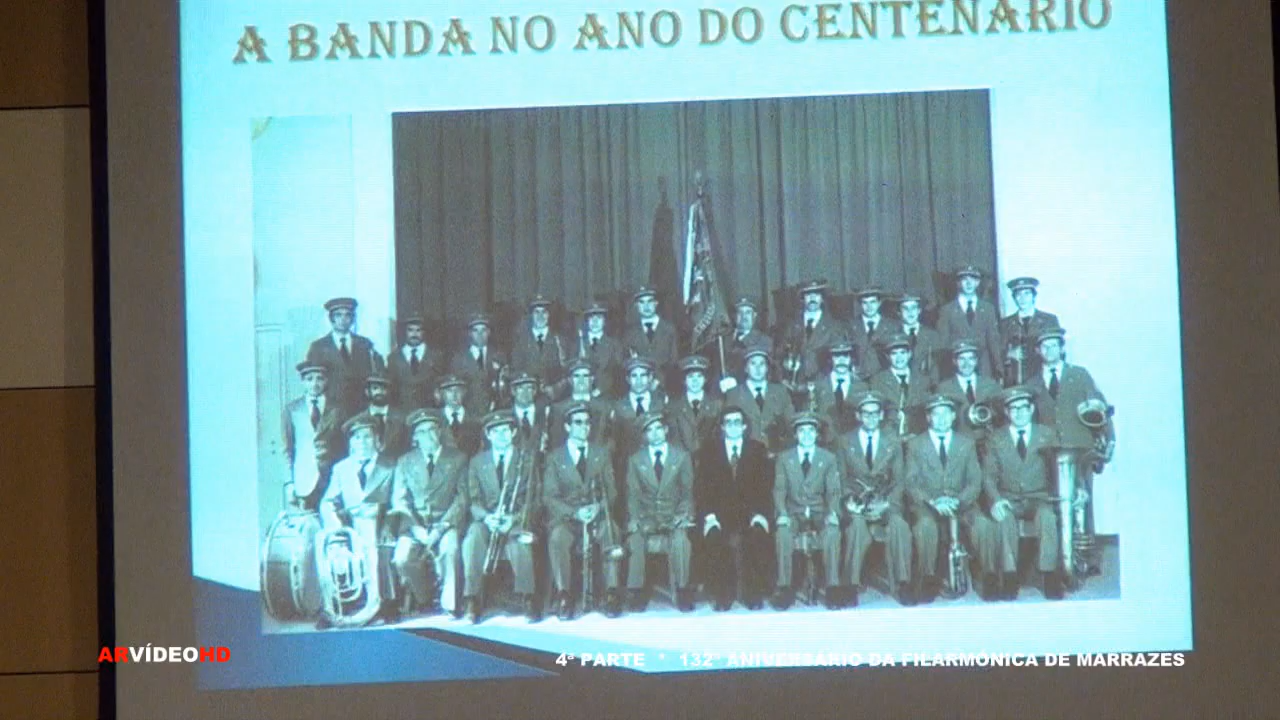 A BANDA NO ANO DO CENTENÁRIO
ARVÍDEOHD
4ª PARTE * 132º ANIVERSÁRIO DA FILARMÓNICA DE MARRAZES